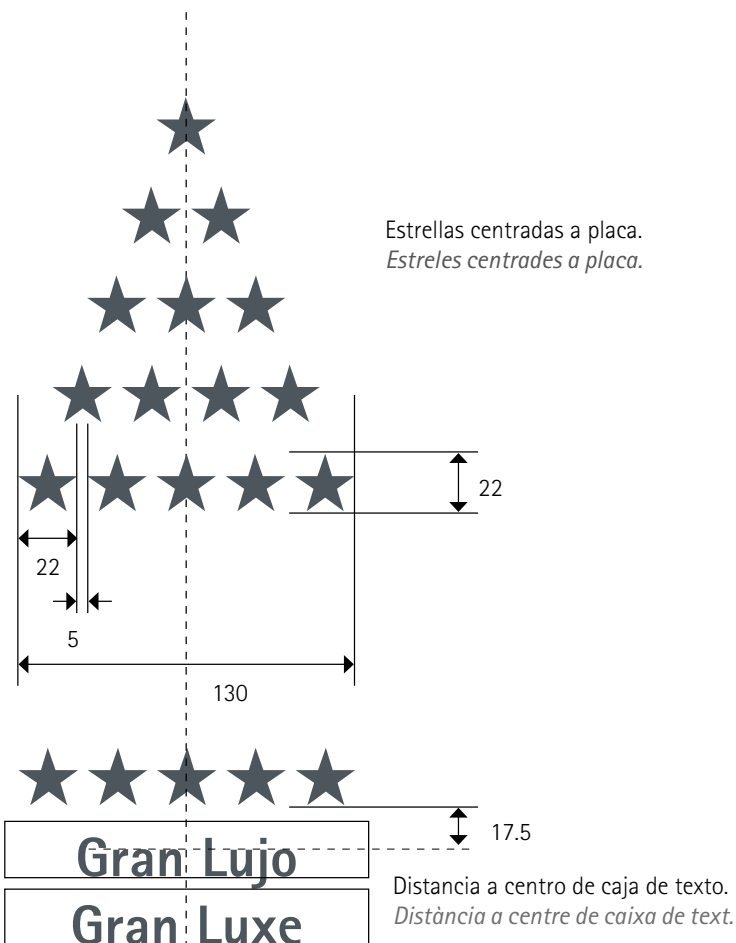 Estrellas centradas a placa.
Estreles centrades a placa.
22
22
5
130
17.5
Gran Lujo
Distancia a centro de caja de texto.
Distància a centre de caixa de text.
Gran Luxe